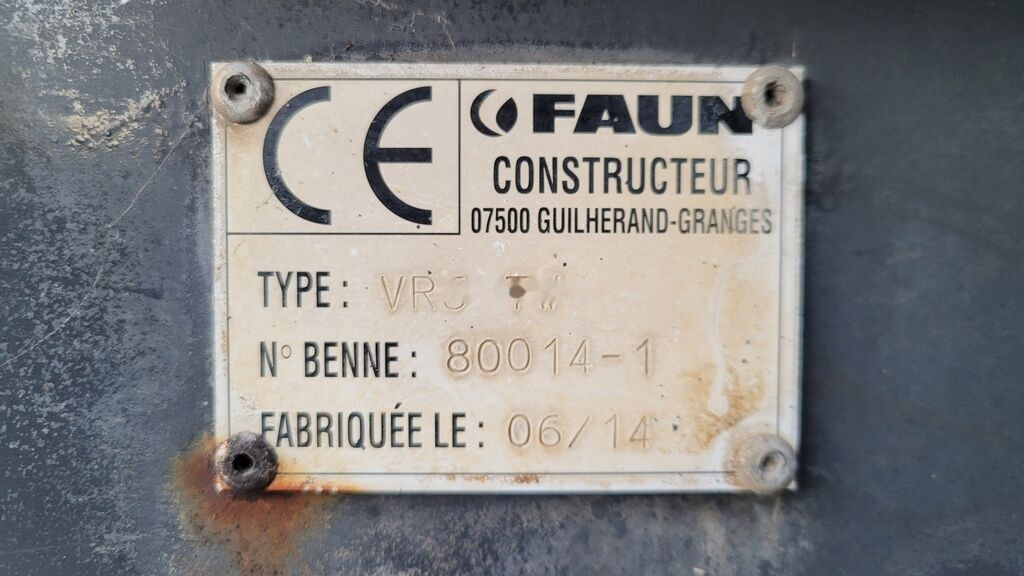 CE
FAUN
CONSTRUCTEUR
07500 GUILHERAND-GRANGES
TYPE :
N° BENNE : 80014-1
FABRIQUÉE LE : 06/14